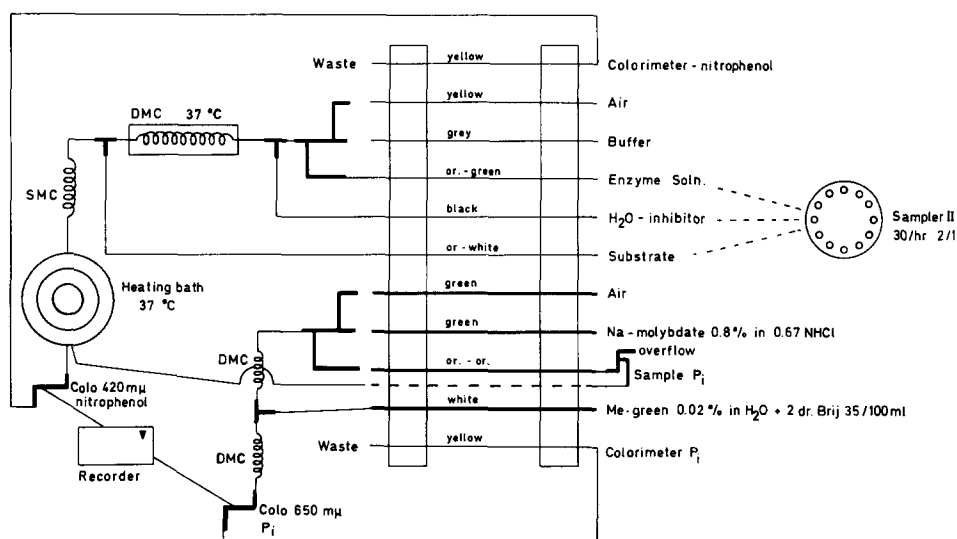 Waste
yellow
Colorimeter - nitrophenol
yellow
Air
DMC 37 °C
grey
Buffer
or. - green
Enzyme Soln.
SMC
black
H₂O - inhibitor
Sampler II
30/hr 2/1
or - white
Substrate
Heating bath
37 °C
green
Air
green
Na - molybdate 0.8 % in 0.67 NHCl
DMC
or. - or.
overflow
Sample Pi
Colo 420 mμ
nitrophenol
white
Me-green 0.02 % in H₂O + 2 dr. Brij 35/100 ml
Recorder
DMC
Waste
yellow
Colorimeter Pi
Colo 650 mμ
Pi